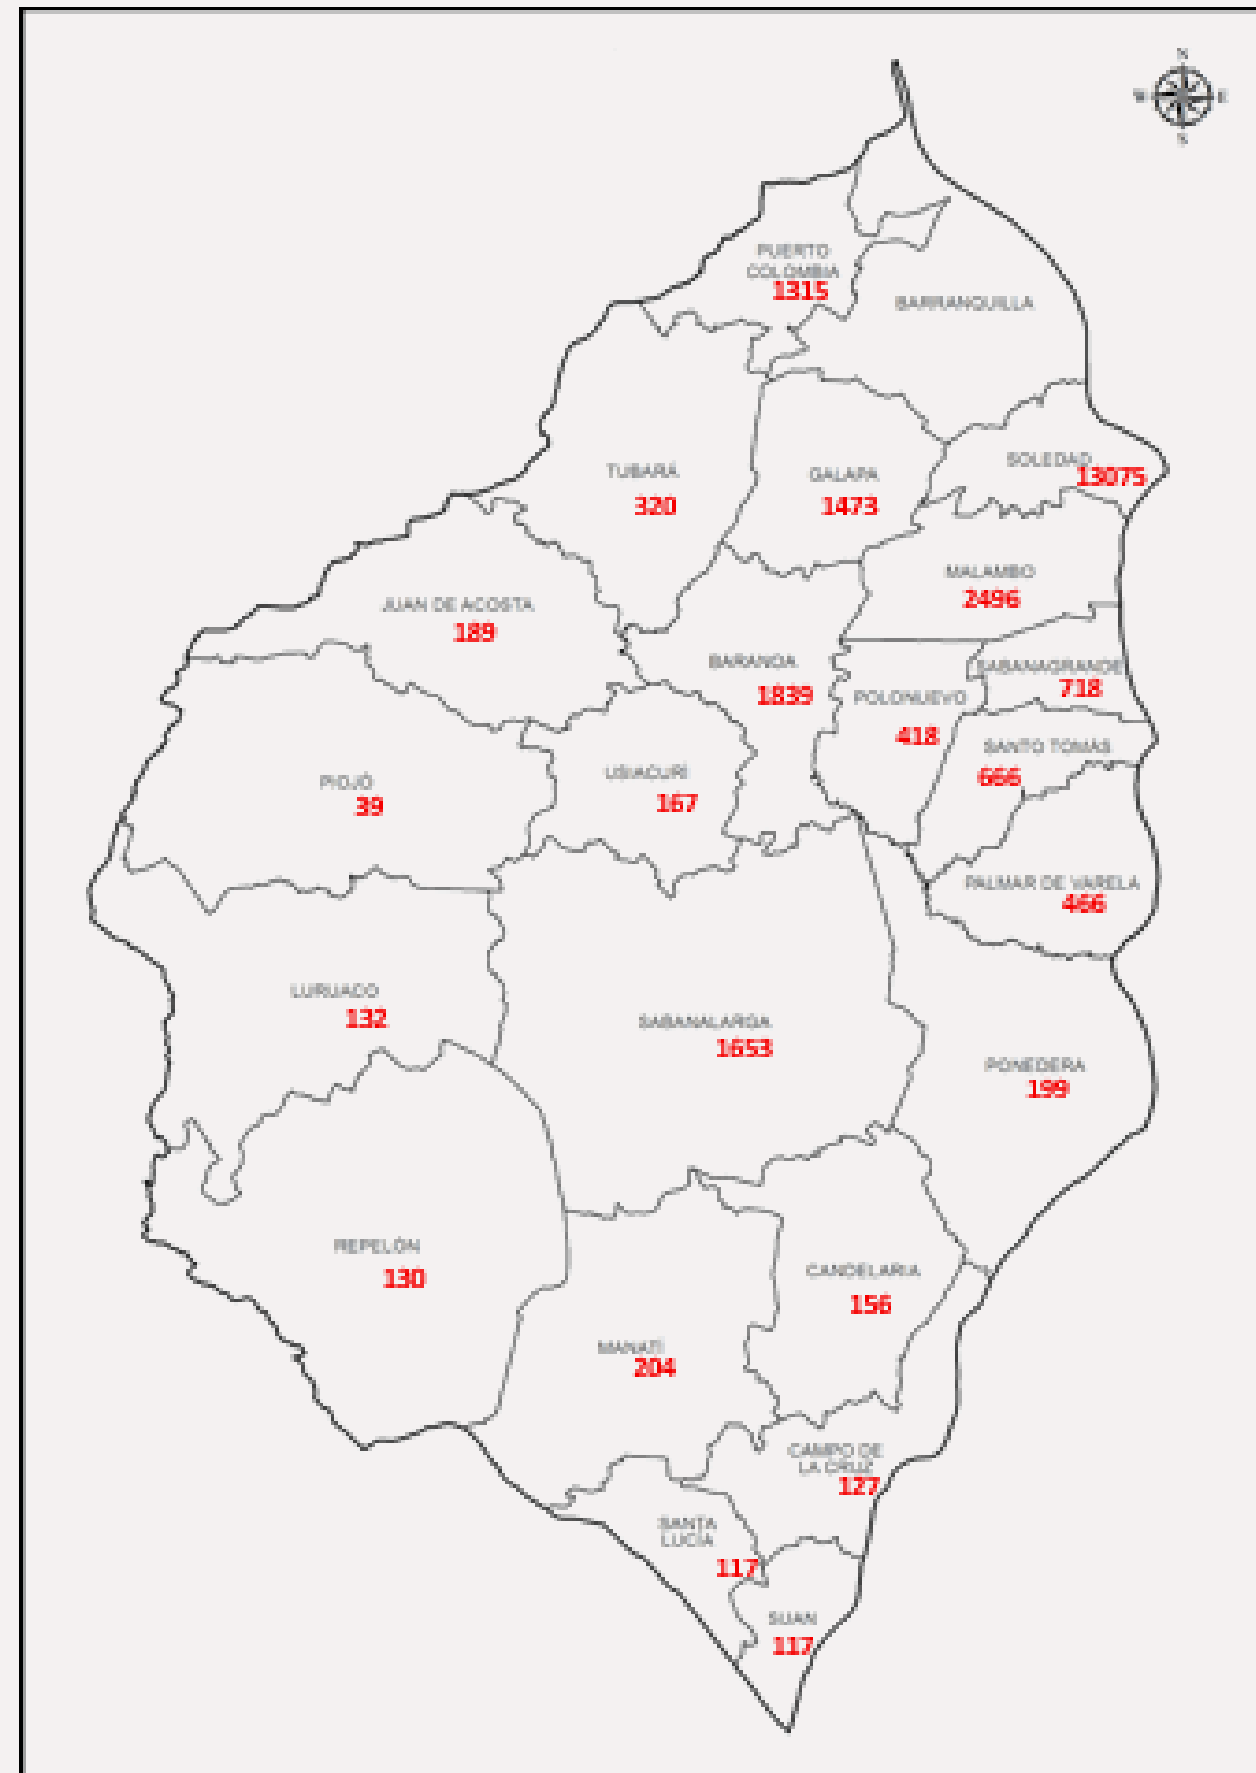 N
W E
S
PUERTO
COLOMBIA
1315
BARRANQUILLA
SOLEDAD
13075
TUBARÁ
320
GALAPA
1473
MALAMBO
2496
JUAN DE ACOSTA
189
BARANOA
1839
SABANAGRANDE
718
POLONUEVO
418
SANTO TOMÁS
666
PIOJÓ
39
USIACURÍ
167
PALMAR DE VARELA
466
LURUACO
132
SABANALARGA
1653
PONEDERA
199
REPELÓN
130
CANDELARIA
156
MANATÍ
204
CAMPO DE
LA CRUZ
127
SANTA
LUCÍA
117
SUAN
117